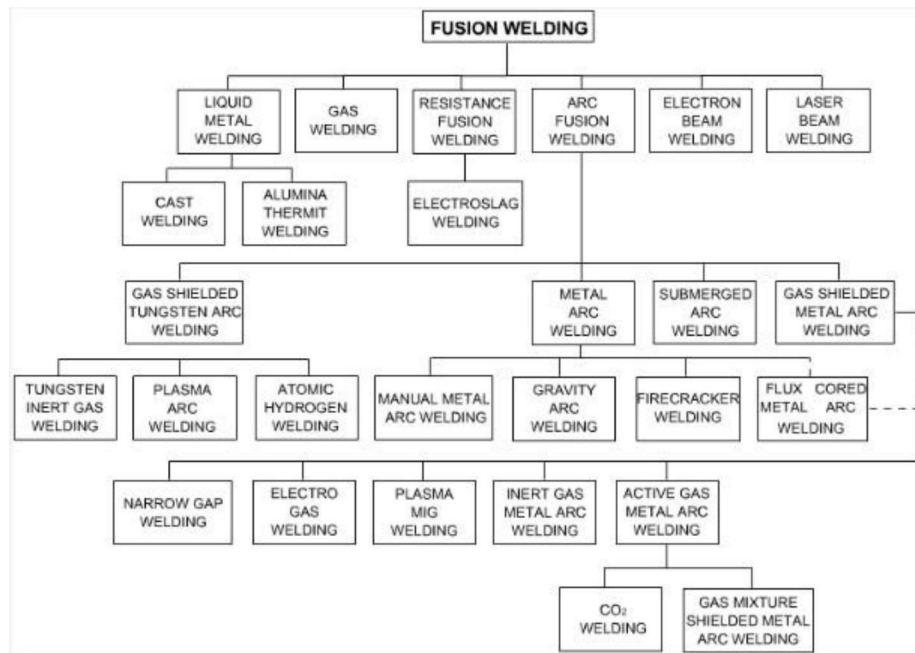 FUSION WELDING
LIQUID
METAL
WELDING
GAS
WELDING
RESISTANCE
FUSION
WELDING
ARC
FUSION
WELDING
ELECTRON
BEAM
WELDING
LASER
BEAM
WELDING
CAST
WELDING
ALUMINA
THERMIT
WELDING
ELECTROSLAG
WELDING
GAS SHIELDED
TUNGSTEN ARC
WELDING
METAL
ARC
WELDING
SUBMERGED
ARC
WELDING
GAS SHIELDED
METAL ARC
WELDING
TUNGSTEN
INERT GAS
WELDING
PLASMA
ARC
WELDING
ATOMIC
HYDROGEN
WELDING
MANUAL METAL
ARC WELDING
GRAVITY
ARC
WELDING
FIRECRACKER
WELDING
FLUX CORED
METAL ARC
WELDING
NARROW GAP
WELDING
ELECTRO
GAS
WELDING
PLASMA
MIG
WELDING
INERT GAS
METAL ARC
WELDING
ACTIVE GAS
METAL ARC
WELDING
CO₂
WELDING
GAS MIXTURE
SHIELDED METAL
ARC WELDING